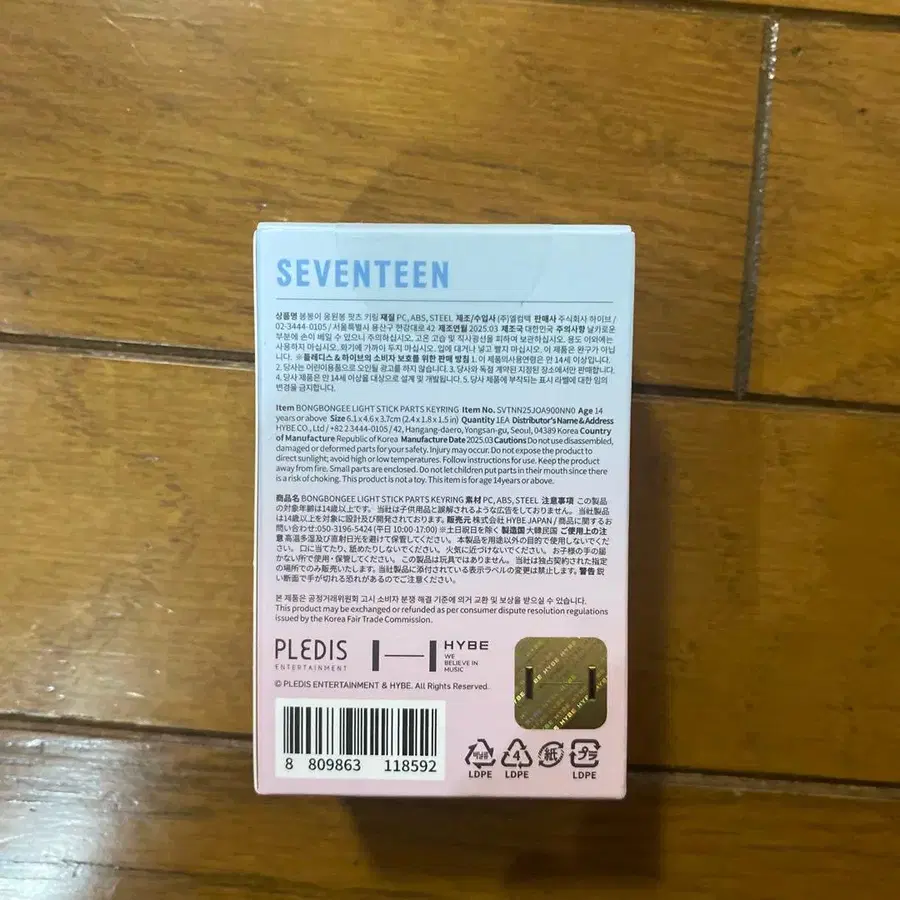 SEVENTEEN
상품명 봉봉이 응원봉 팟츠 키링 재질 PC, ABS, STEEL 제조/수입사 (주)엘컴텍 판매사 주식회사 하이브 /
02-3444-0105 / 서울특별시 용산구 한강대로 42 제조연월 2025.03 제조국 대한민국 주의사항 날카로운
부분에 손이 베일 수 있으니 주의하십시오. 고온 고습 및 직사광선을 피하여 보관하십시오. 용도 이외에는
사용하지 마십시오. 화기에 가까이 두지 마십시오. 입에 대거나 넣고 빨지 마십시오. 이 제품은 완구가 아닙니
다. ※플레디스 & 하이브의 소비자 보호를 위한 판매 방침 1. 이 제품의사용연령은 만 14세 이상입니다.
2. 당사는 어린이용품으로 오인될 광고를 하지 않습니다. 3. 당사와 독점 계약된 지정된 장소에서만 판매합니다.
4. 당사 제품은 만 14세 이상을 대상으로 설계 및 개발됩니다. 5. 당사 제품에 부착되는 표시 라벨에 대한 임의
변경을 금지합니다.
Item BONGBONGEE LIGHT STICK PARTS KEYRING Item No. SVTNN25JOA900NN0 Age 14
years or above Size 6.1 x 4.6 x 3.7cm (2.4 x 1.8 x 1.5 in) Quantity 1EA Distributor's Name & Address
HYBE CO., Ltd / +82 2 3444-0105 / 42, Hangang-daero, Yongsan-gu, Seoul, 04389 Korea Country
of Manufacture Republic of Korea Manufacture Date 2025.03 Cautions Do not use disassembled,
damaged or deformed parts for your safety. Injury may occur. Do not expose the product to
direct sunlight; avoid high or low temperatures. Follow instructions for use. Keep the product
away from fire. Small parts are enclosed. Do not let children put parts in their mouth since there
is a risk of choking. This product is not a toy. This item is for age 14years or above.
商品名 BONGBONGEE LIGHT STICK PARTS KEYRING 素材 PC, ABS, STEEL 注意事項 この製品
の対象年齢は14歳以上です。 当社は子供用品と誤解されるような広告をしておりません。 当社製品
は14歳以上を対象に設計及び開発されております。 販売元 株式会社 HYBE JAPAN / 商品に関するお
問い合わせ:050-3196-5424 (平日 10:00-17:00) ※土日祝日を除く 製造国 大韓民国 ご使用上の注
意 高温多湿及び直射日光を避けて保管してください。 本製品を用途以外の目的で使用しないでくださ
い。 口に当てたり、舐めたりしないでください。 火気に近づけないでください。 お子様の手の届
かない所で使用・保管してください。 この製品は玩具ではありません。 当社は独占契約された指定
の場所でのみ販売いたします。 当社製品に添付されている表示ラベルの変更は禁止します。 警告 鋭
い断面で手が切れる恐れがあるのでご注意ください。
본 제품은 공정거래위원회 고시 소비자 분쟁 해결 기준에 의거 교환 및 보상을 받으실 수 있습니다.
This product may be exchanged or refunded as per consumer dispute resolution regulations
issued by the Korea Fair Trade Commission.
PLEDIS
ENTERTAINMENT
HYBE
WE
BELIEVE IN
MUSIC
© PLEDIS ENTERTAINMENT & HYBE. All Rights Reserved.
HYBE HYBE HYBE
8 809863 118592
4
紙
プラ
LDPE LDPE LDPE